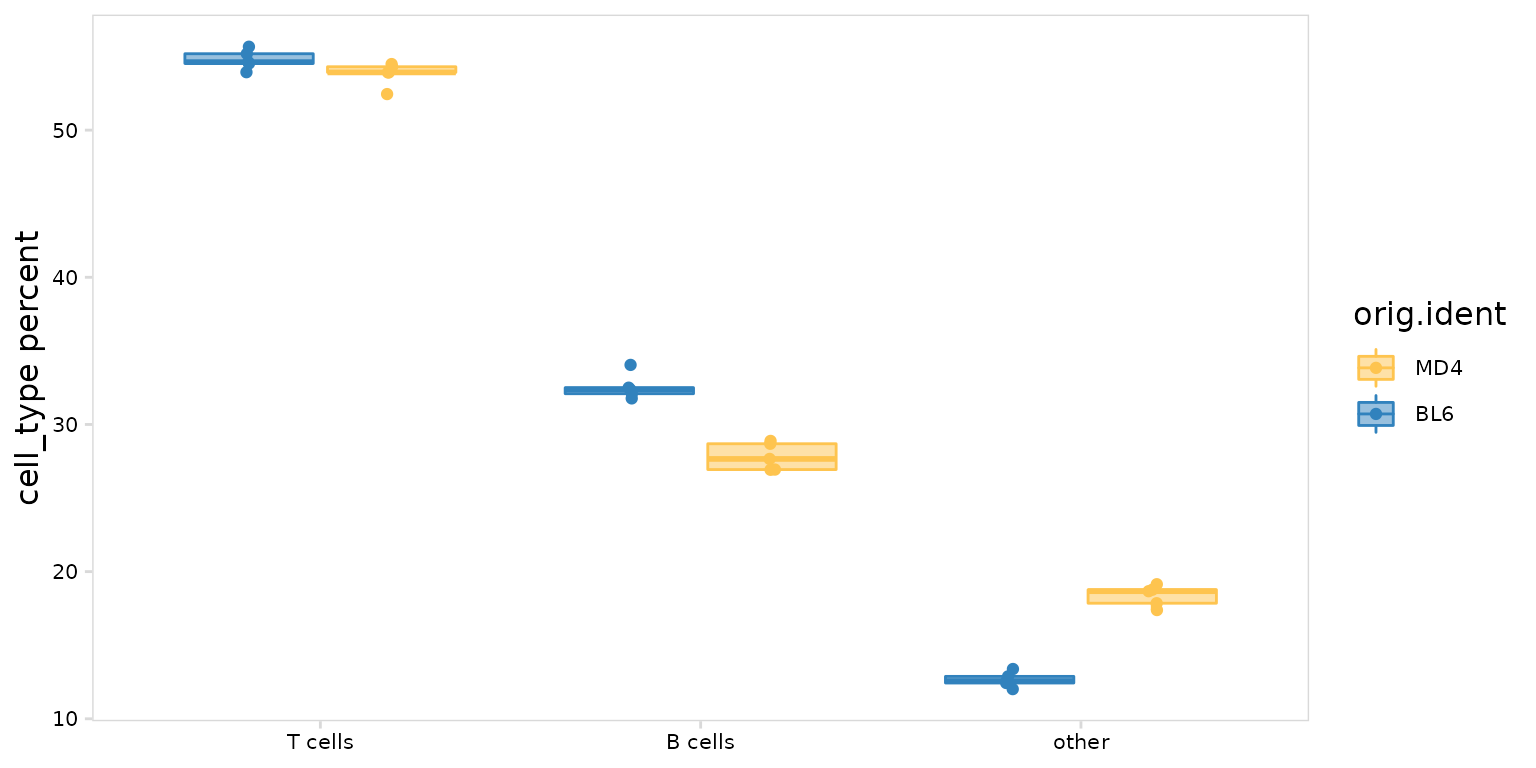 cell_type percent
50
40
30
20
10
T cells
B cells
other
orig.ident
MD4
BL6